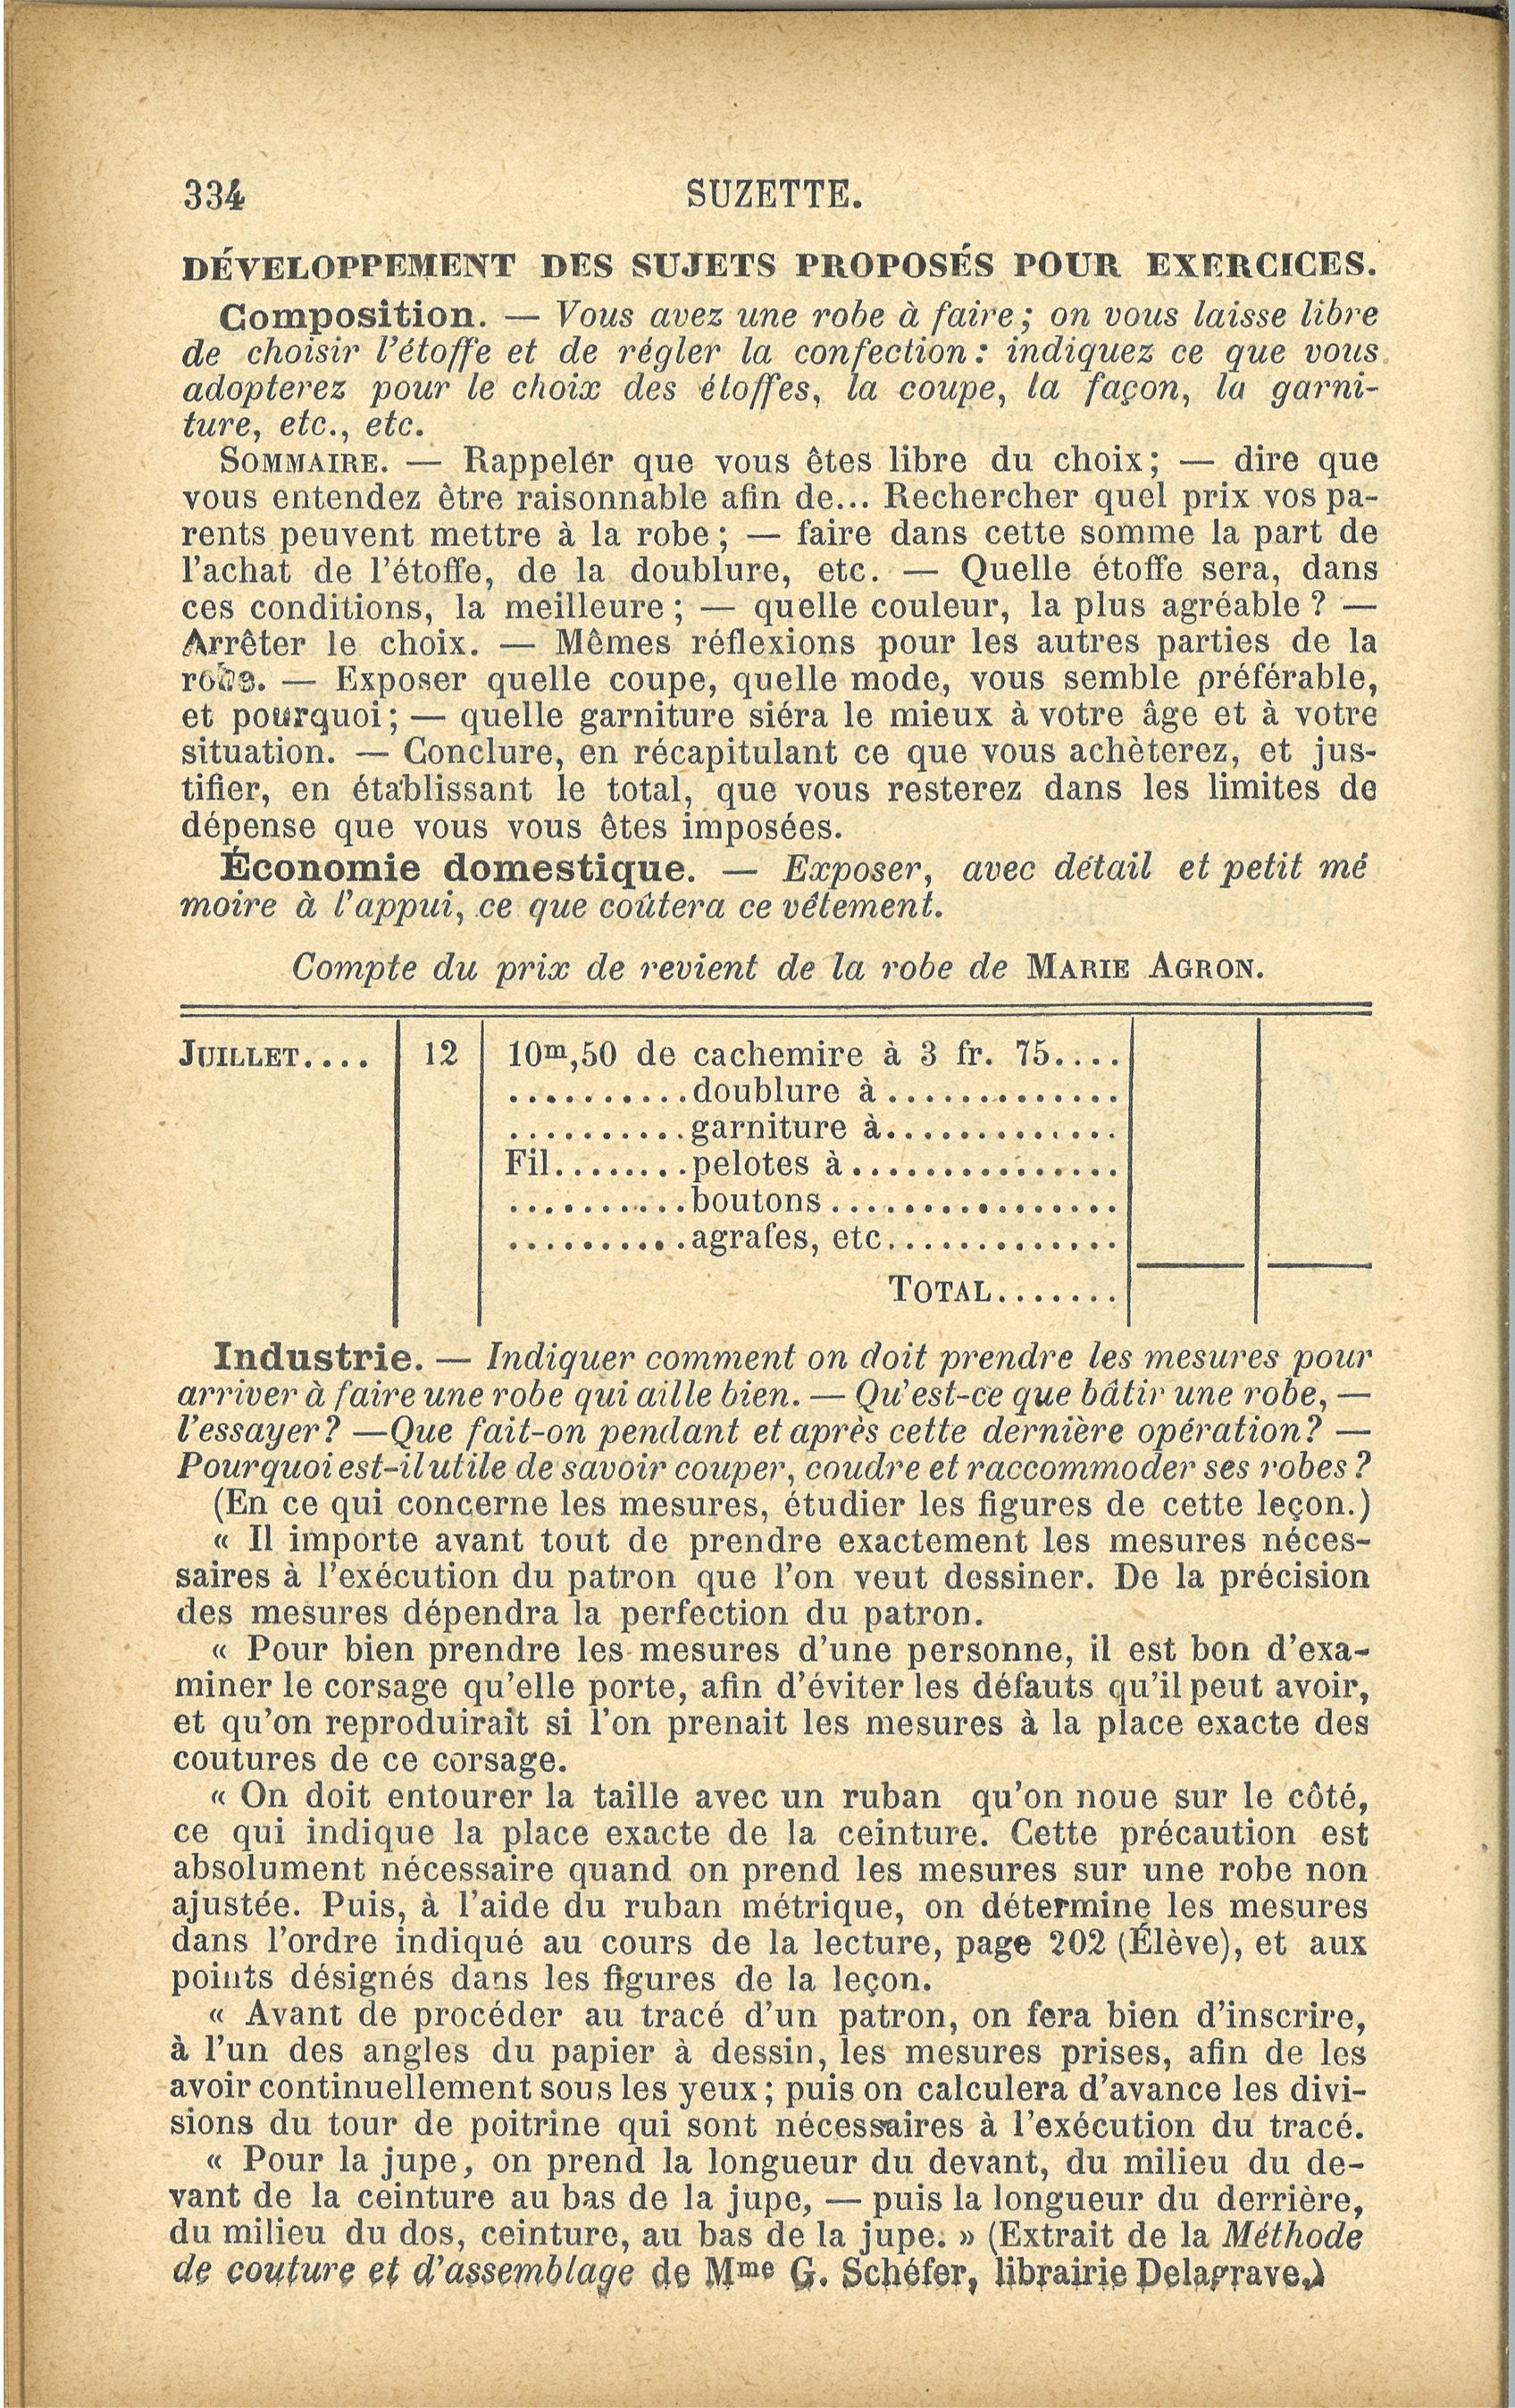 334 SUZETTE.
DÉVELOPPEMENT DES SUJETS PROPOSÉS POUR EXERCICES.
Composition. — Vous avez une robe à faire; on vous laisse libre
de choisir l'étoffe et de régler la confection: indiquez ce que vous
adopterez pour le choix des étoffes, la coupe, la façon, la garni-
ture, etc., etc.
SOMMAIRE. — Rappeler que vous êtes libre du choix; — dire que
vous entendez être raisonnable afin de... Rechercher quel prix vos pa-
rents peuvent mettre à la robe; — faire dans cette somme la part de
l'achat de l'étoffe, de la doublure, etc. — Quelle étoffe sera, dans
ces conditions, la meilleure; — quelle couleur, la plus agréable? —
Arrêter le choix. — Mêmes réflexions pour les autres parties de la
robe. — Exposer quelle coupe, quelle mode, vous semble préférable,
et pourquoi; — quelle garniture siéra le mieux à votre âge et à votre
situation. — Conclure, en récapitulant ce que vous achèterez, et jus-
tifier, en établissant le total, que vous resterez dans les limites de
dépense que vous vous êtes imposées.
Économie domestique. — Exposer, avec détail et petit mé
moire à l'appui, ce que coûtera ce vêtement.
Compte du prix de revient de la robe de MARIE AGRON.
JUILLET.... 12 10m,50 de cachemire à 3 fr. 75....
..........doublure à.............
..........garniture à.............
Fil........pelotes à...............
..........boutons................
..........agrafes, etc.............
TOTAL.......
Industrie. — Indiquer comment on doit prendre les mesures pour
arriver à faire une robe qui aille bien. — Qu'est-ce que bâtir une robe, —
l'essayer? — Que fait-on pendant et après cette dernière opération? —
Pourquoi est-il utile de savoir couper, coudre et raccommoder ses robes?
(En ce qui concerne les mesures, étudier les figures de cette leçon.)
« Il importe avant tout de prendre exactement les mesures néces-
saires à l'exécution du patron que l'on veut dessiner. De la précision
des mesures dépendra la perfection du patron.
« Pour bien prendre les mesures d'une personne, il est bon d'exa-
miner le corsage qu'elle porte, afin d'éviter les défauts qu'il peut avoir,
et qu'on reproduirait si l'on prenait les mesures à la place exacte des
coutures de ce corsage.
« On doit entourer la taille avec un ruban qu'on noue sur le côté,
ce qui indique la place exacte de la ceinture. Cette précaution est
absolument nécessaire quand on prend les mesures sur une robe non
ajustée. Puis, à l'aide du ruban métrique, on détermine les mesures
dans l'ordre indiqué au cours de la lecture, page 202 (Élève), et aux
points désignés dans les figures de la leçon.
« Avant de procéder au tracé d'un patron, on fera bien d'inscrire,
à l'un des angles du papier à dessin, les mesures prises, afin de les
avoir continuellement sous les yeux; puis on calculera d'avance les divi-
sions du tour de poitrine qui sont nécessaires à l'exécution du tracé.
« Pour la jupe, on prend la longueur du devant, du milieu du de-
vant de la ceinture au bas de la jupe, — puis la longueur du derrière,
du milieu du dos, ceinture, au bas de la jupe. » (Extrait de la Méthode
de couture et d'assemblage de Mme G. Schéfer, librairie Delagrave.)